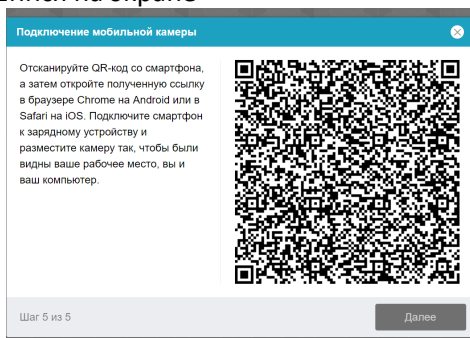 Подключение мобильной камеры
Отсканируйте QR-код со смартфона,
а затем откройте полученную ссылку
в браузере Chrome на Android или в
Safari на iOS. Подключите смартфон
к зарядному устройству и
разместите камеру так, чтобы были
видны ваше рабочее место, вы и
ваш компьютер.
Шаг 5 из 5
Далее